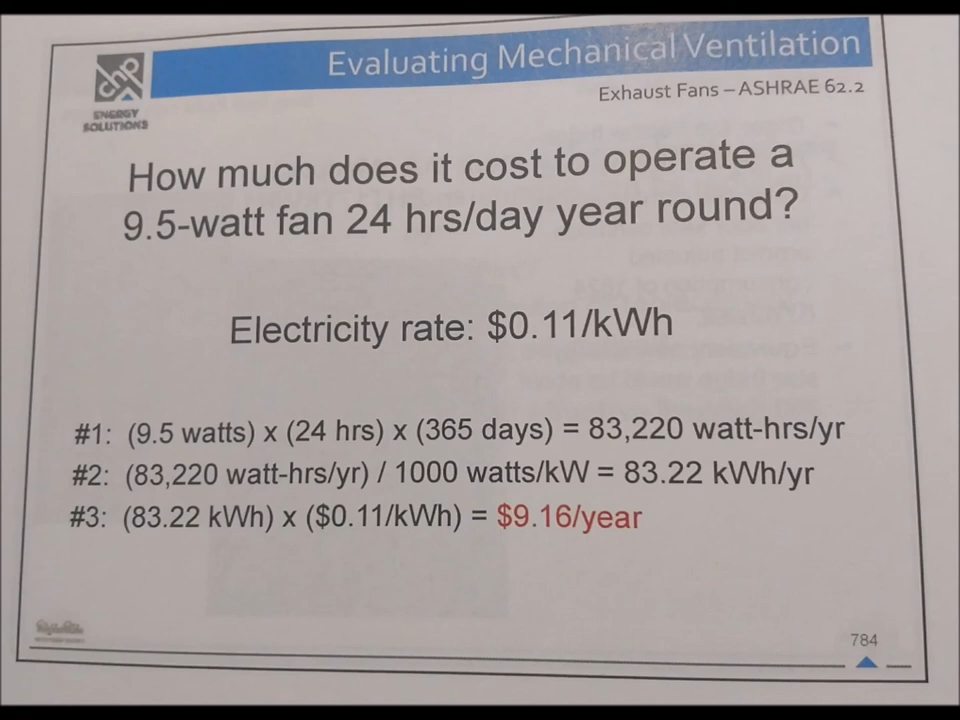 Evaluating Mechanical Ventilation
chp
ENERGY
SOLUTIONS
Exhaust Fans – ASHRAE 62.2
How much does it cost to operate a
9.5-watt fan 24 hrs/day year round?
Electricity rate: $0.11/kWh
#1: (9.5 watts) x (24 hrs) x (365 days) = 83,220 watt-hrs/yr
#2: (83,220 watt-hrs/yr) / 1000 watts/kW = 83.22 kWh/yr
#3: (83.22 kWh) x ($0.11/kWh) = $9.16/year
784